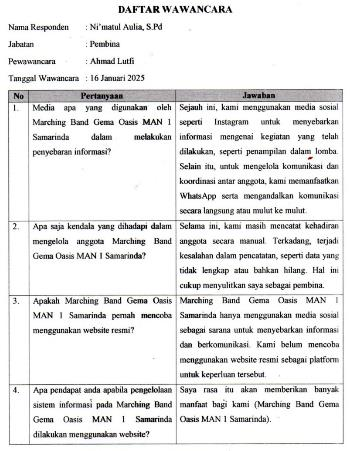 DAFTAR WAWANCARA
Nama Responden : Ni'matul Aulia, S.Pd
Jabatan : Pembina
Pewawancara : Ahmad Lutfi
Tanggal Wawancara : 16 Januari 2025
No Pertanyaan Jawaban
1. Media apa yang digunakan oleh
Marching Band Gema Oasis MAN 1
Samarinda dalam melakukan
penyebaran informasi?
Sejauh ini, kami menggunakan media sosial
seperti Instagram untuk menyebarkan
informasi mengenai kegiatan yang telah
dilakukan, seperti penampilan dalam lomba.
Selain itu, untuk mengelola komunikasi dan
koordinasi antar anggota, kami memanfaatkan
WhatsApp serta mengandalkan komunikasi
secara langsung atau mulut ke mulut.
2. Apa saja kendala yang dihadapi dalam
mengelola anggota Marching Band
Gema Oasis MAN 1 Samarinda?
Selama ini, kami masih mencatat kehadiran
anggota secara manual. Terkadang, terjadi
kesalahan dalam pencatatan, seperti data yang
tidak lengkap atau bahkan hilang. Hal ini
cukup menyulitkan saya sebagai pembina.
3. Apakah Marching Band Gema Oasis
MAN 1 Samarinda pernah mencoba
menggunakan website resmi?
Marching Band Gema Oasis MAN 1
Samarinda hanya menggunakan media sosial
sebagai sarana untuk menyebarkan informasi
dan berkomunikasi. Kami belum mencoba
menggunakan website resmi sebagai platform
untuk keperluan tersebut.
4. Apa pendapat anda apabila pengelolaan
sistem informasi pada Marching Band
Gema Oasis MAN 1 Samarinda
dilakukan menggunakan website?
Saya rasa itu akan memberikan banyak
manfaat bagi kami (Marching Band Gema
Oasis MAN 1 Samarinda).